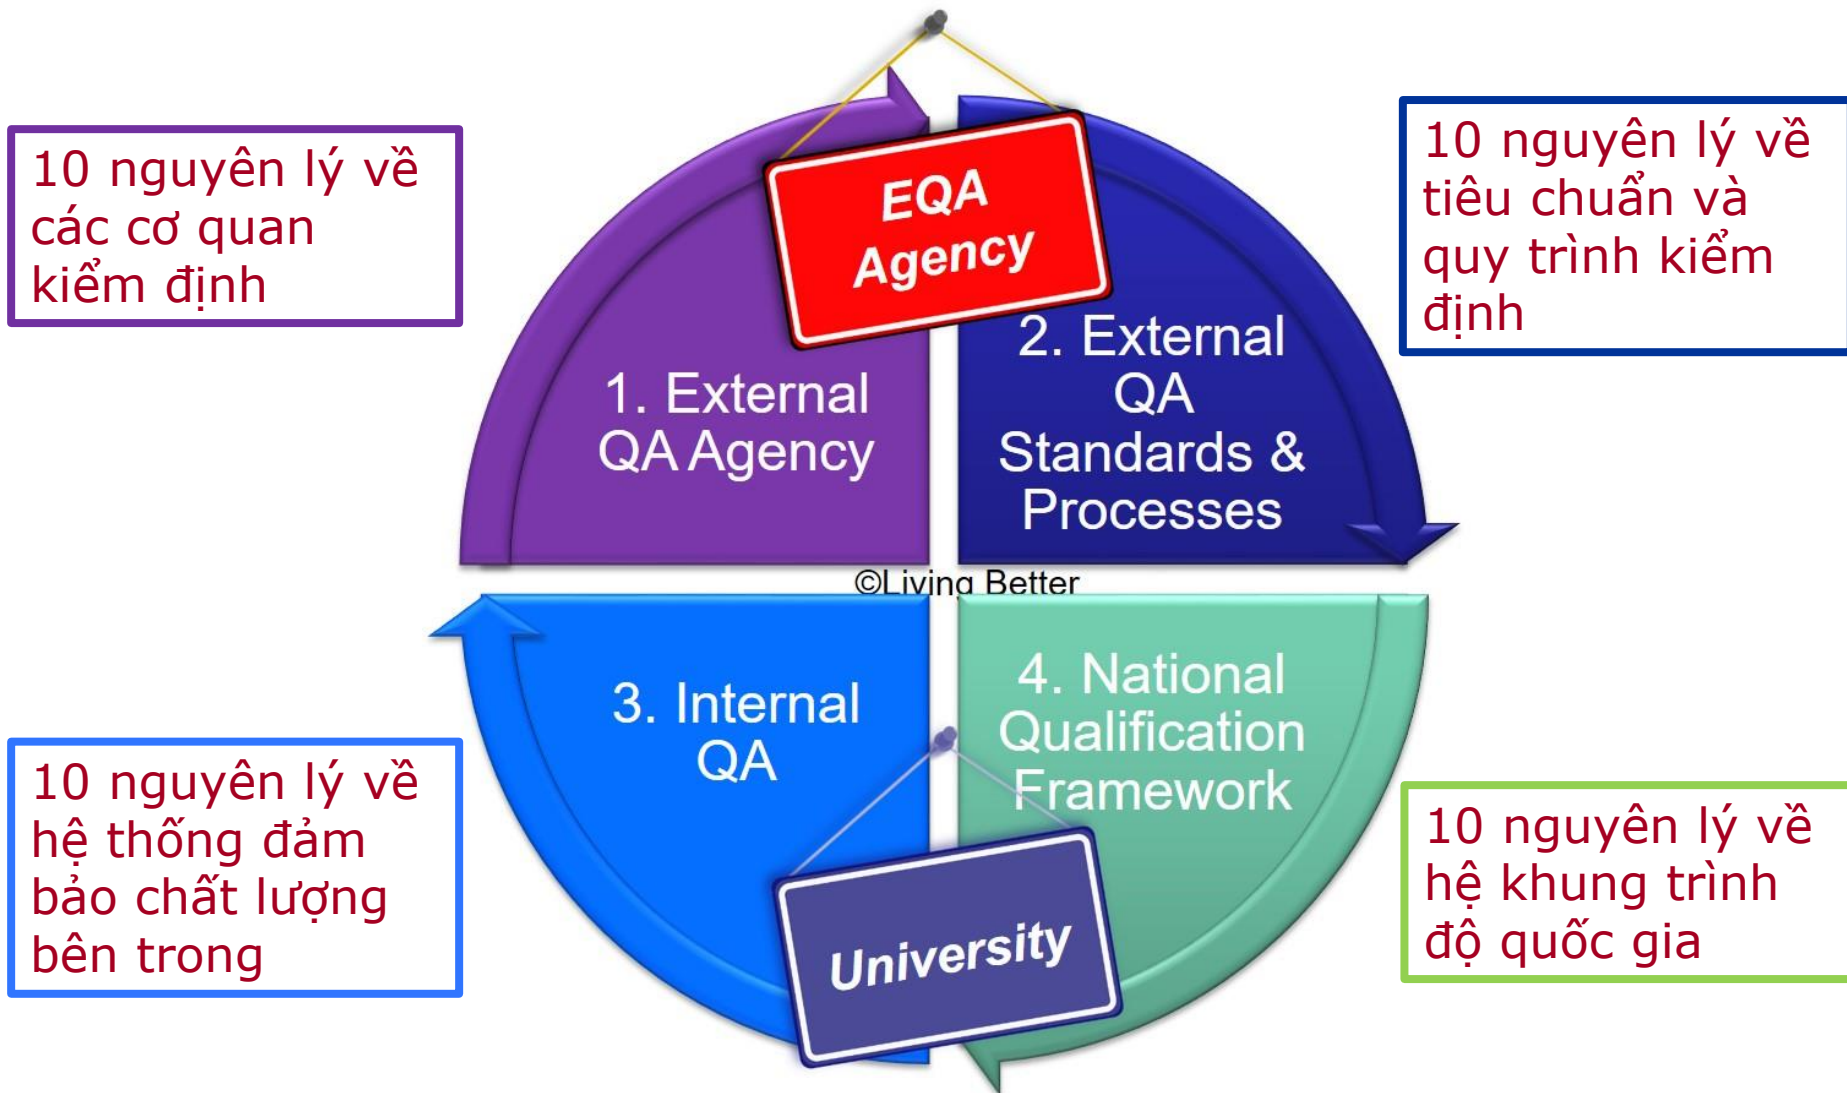 10 nguyên lý về
các cơ quan
kiểm định
EQA
Agency
10 nguyên lý về
tiêu chuẩn và
quy trình kiểm
định
1. External
QA Agency
2. External
QA
Standards &
Processes
©Living Better
3. Internal
QA
4. National
Qualification
Framework
10 nguyên lý về
hệ thống đảm
bảo chất lượng
bên trong
University
10 nguyên lý về
hệ khung trình
độ quốc gia